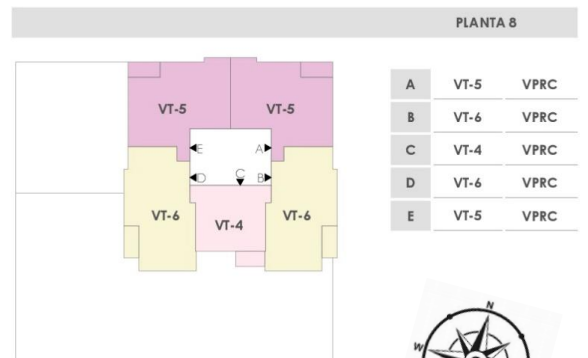 PLANTA 8
VT-5 VT-5
E A
D C B
VT-6 VT-4 VT-6
A VT-5 VPRC
B VT-6 VPRC
C VT-4 VPRC
D VT-6 VPRC
E VT-5 VPRC
N
W